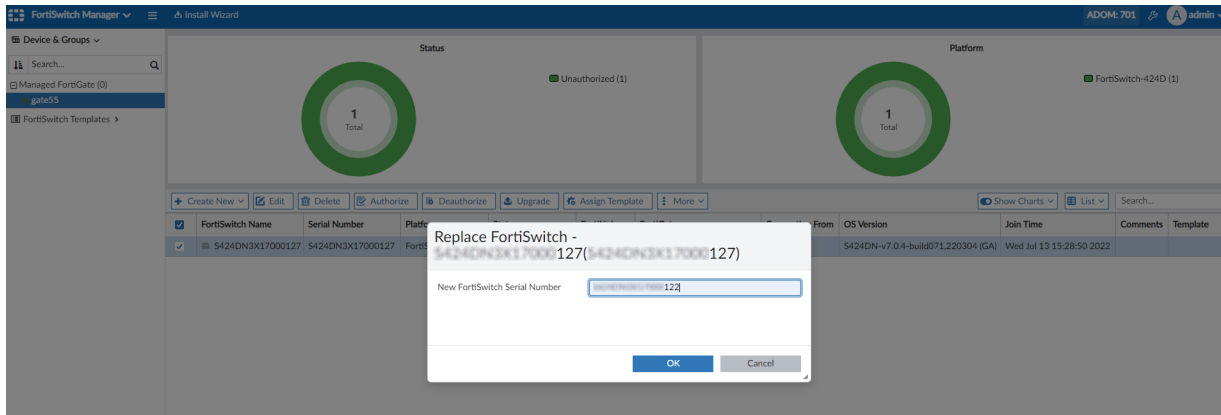 FortiSwitch Manager
Install Wizard
ADOM: 701
A admin
Device & Groups
Search...
Managed FortiGate (0)
gate55
FortiSwitch Templates
Status
1
Total
Unauthorized (1)
Platform
1
Total
FortiSwitch-424D (1)
Create New Edit Delete Authorize Deauthorize Upgrade Assign Template More
Show Charts List Search...
FortiSwitch Name Serial Number From OS Version Join Time Comments Template
S424DN3X17000127 S424DN3X17000127 S424DN-v7.0.4-build071,220304 (GA) Wed Jul 13 15:28:50 2022
Replace FortiSwitch -
127( 127)
New FortiSwitch Serial Number 122
OK Cancel